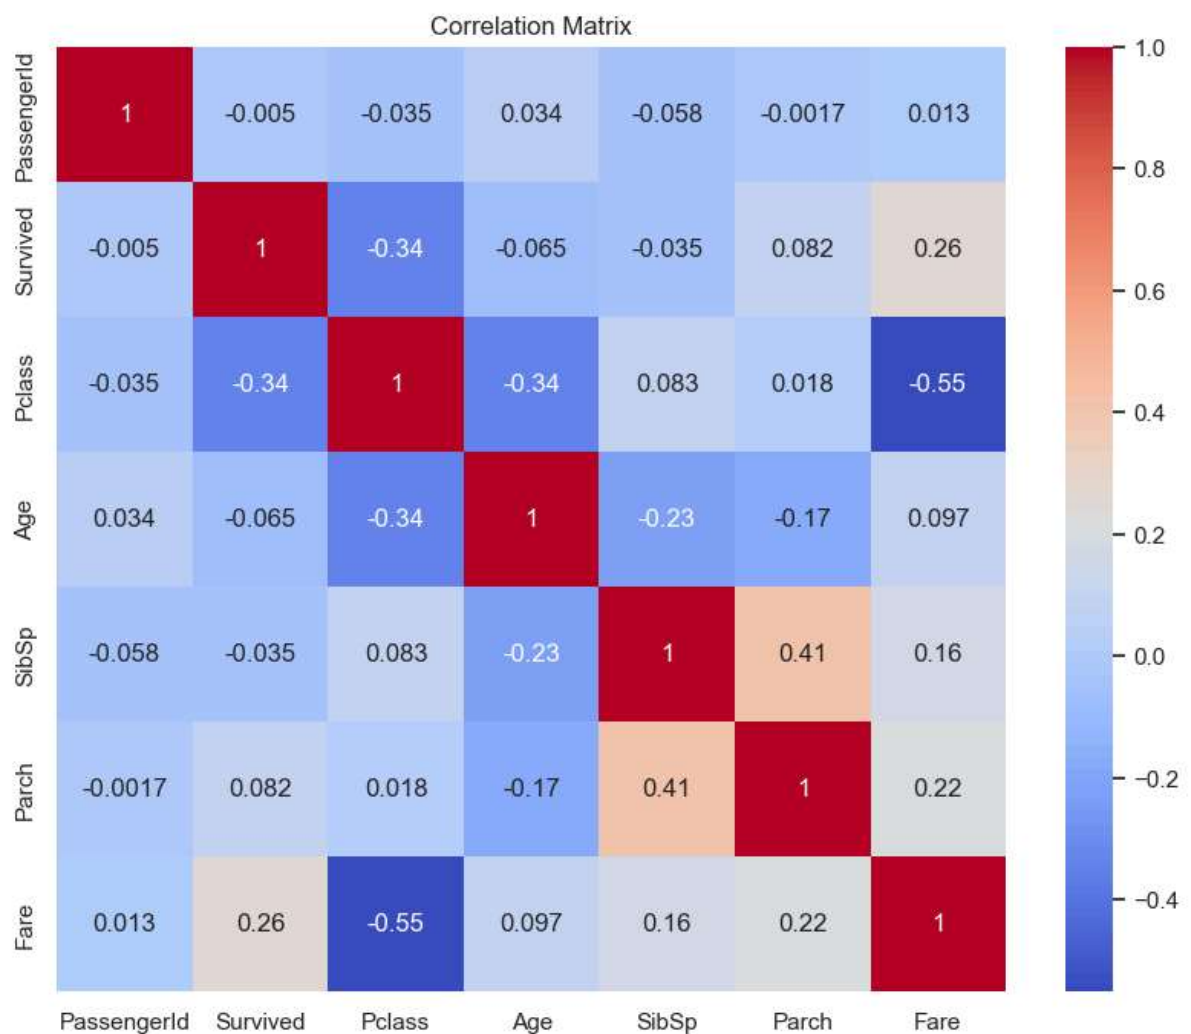 Correlation Matrix
PassengerId 1 -0.005 -0.035 0.034 -0.058 -0.0017 0.013
Survived -0.005 1 -0.34 -0.065 -0.035 0.082 0.26
Pclass -0.035 -0.34 1 -0.34 0.083 0.018 -0.55
Age 0.034 -0.065 -0.34 1 -0.23 -0.17 0.097
SibSp -0.058 -0.035 0.083 -0.23 1 0.41 0.16
Parch -0.0017 0.082 0.018 -0.17 0.41 1 0.22
Fare 0.013 0.26 -0.55 0.097 0.16 0.22 1
PassengerId Survived Pclass Age SibSp Parch Fare
1.0
0.8
0.6
0.4
0.2
0.0
−0.2
−0.4